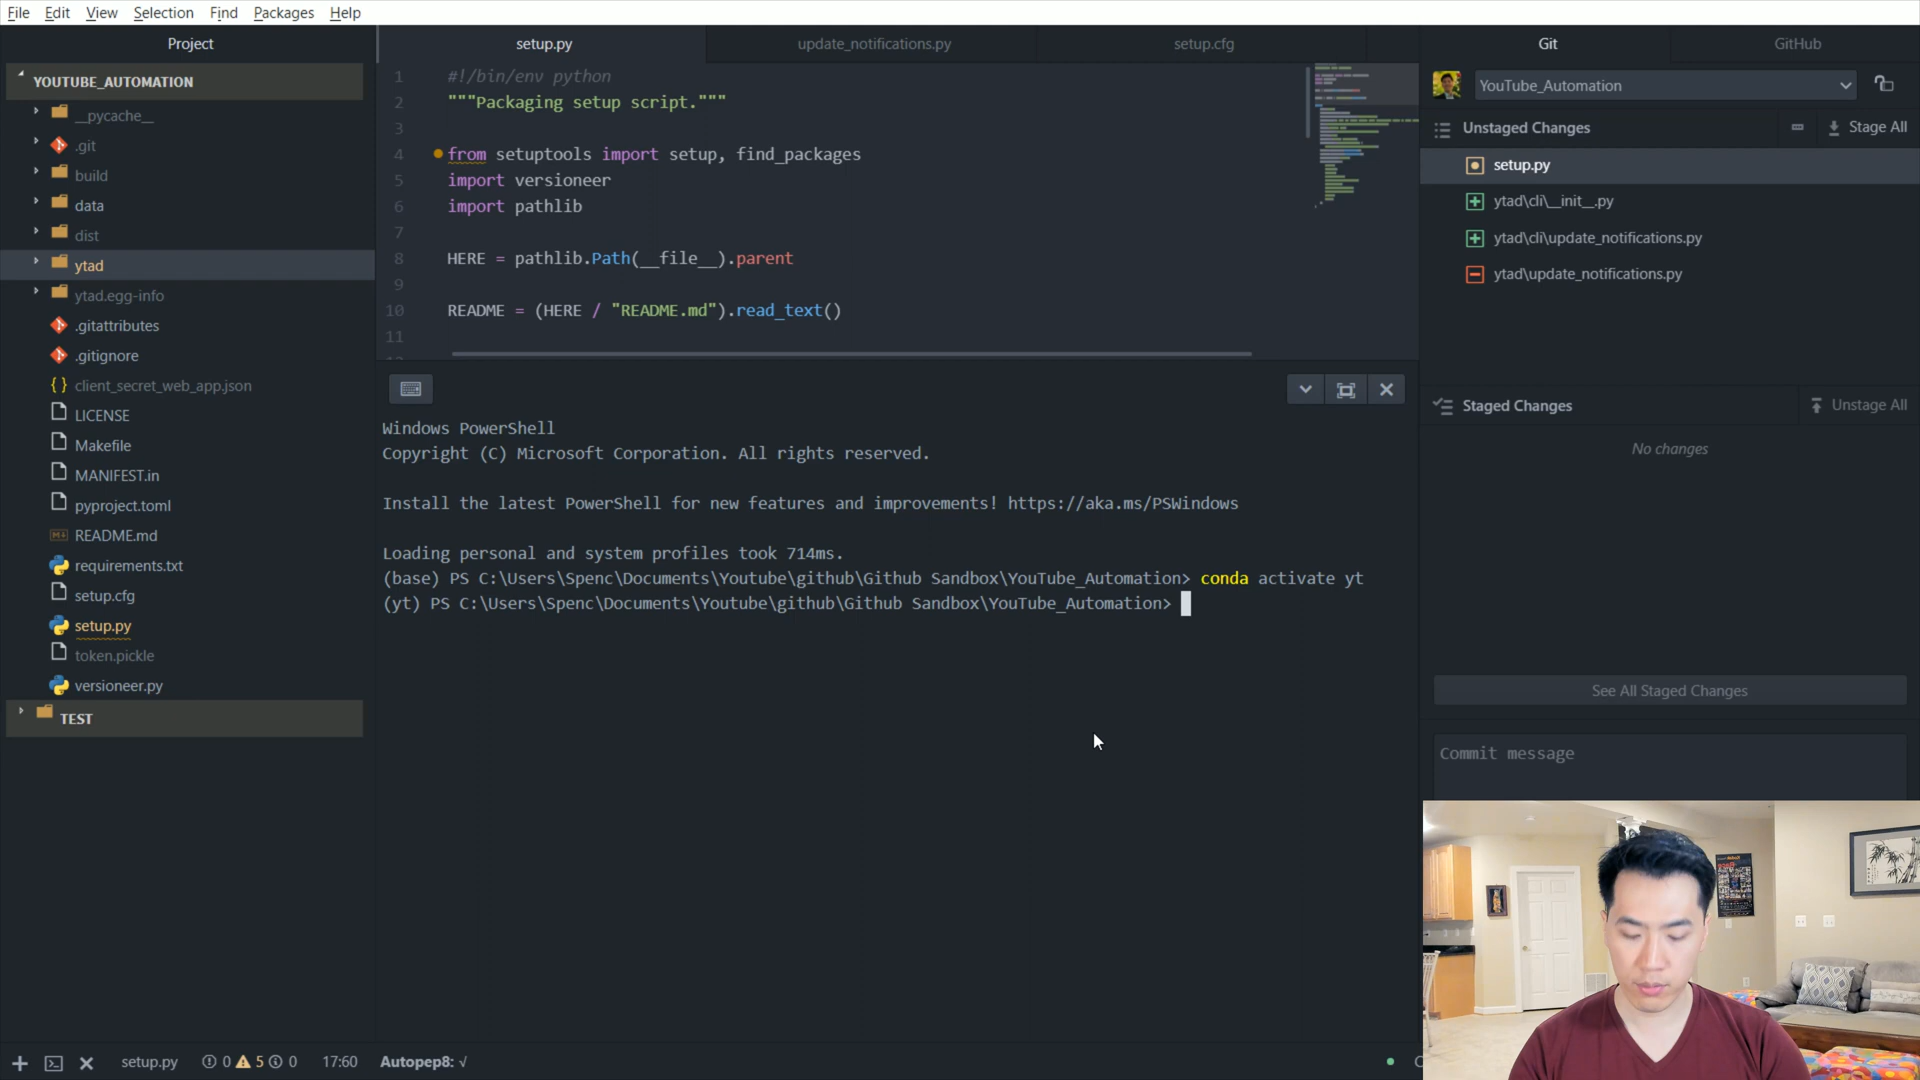 File Edit View Selection Find Packages Help
Project
YOUTUBE_AUTOMATION
__pycache__
.git
build
data
dist
ytad
ytad.egg-info
.gitattributes
.gitignore
client_secret_web_app.json
LICENSE
Makefile
MANIFEST.in
pyproject.toml
README.md
requirements.txt
setup.cfg
setup.py
token.pickle
versioneer.py
TEST
setup.py update_notifications.py setup.cfg
1 #!/bin/env python
2 """Packaging setup script."""
3
4 from setuptools import setup, find_packages
5 import versioneer
6 import pathlib
7
8 HERE = pathlib.Path(__file__).parent
9
10 README = (HERE / "README.md").read_text()
11
Windows PowerShell
Copyright (C) Microsoft Corporation. All rights reserved.
Install the latest PowerShell for new features and improvements! https://aka.ms/PSWindows
Loading personal and system profiles took 714ms.
(base) PS C:\Users\Spenc\Documents\Youtube\github\Github Sandbox\YouTube_Automation> conda activate yt
(yt) PS C:\Users\Spenc\Documents\Youtube\github\Github Sandbox\YouTube_Automation>
Git GitHub
YouTube_Automation
Unstaged Changes Stage All
setup.py
ytad\cli\__init__.py
ytad\cli\update_notifications.py
ytad\update_notifications.py
Staged Changes Unstage All
No changes
See All Staged Changes
Commit message
setup.py 0 5 0 17:60 Autopep8: √